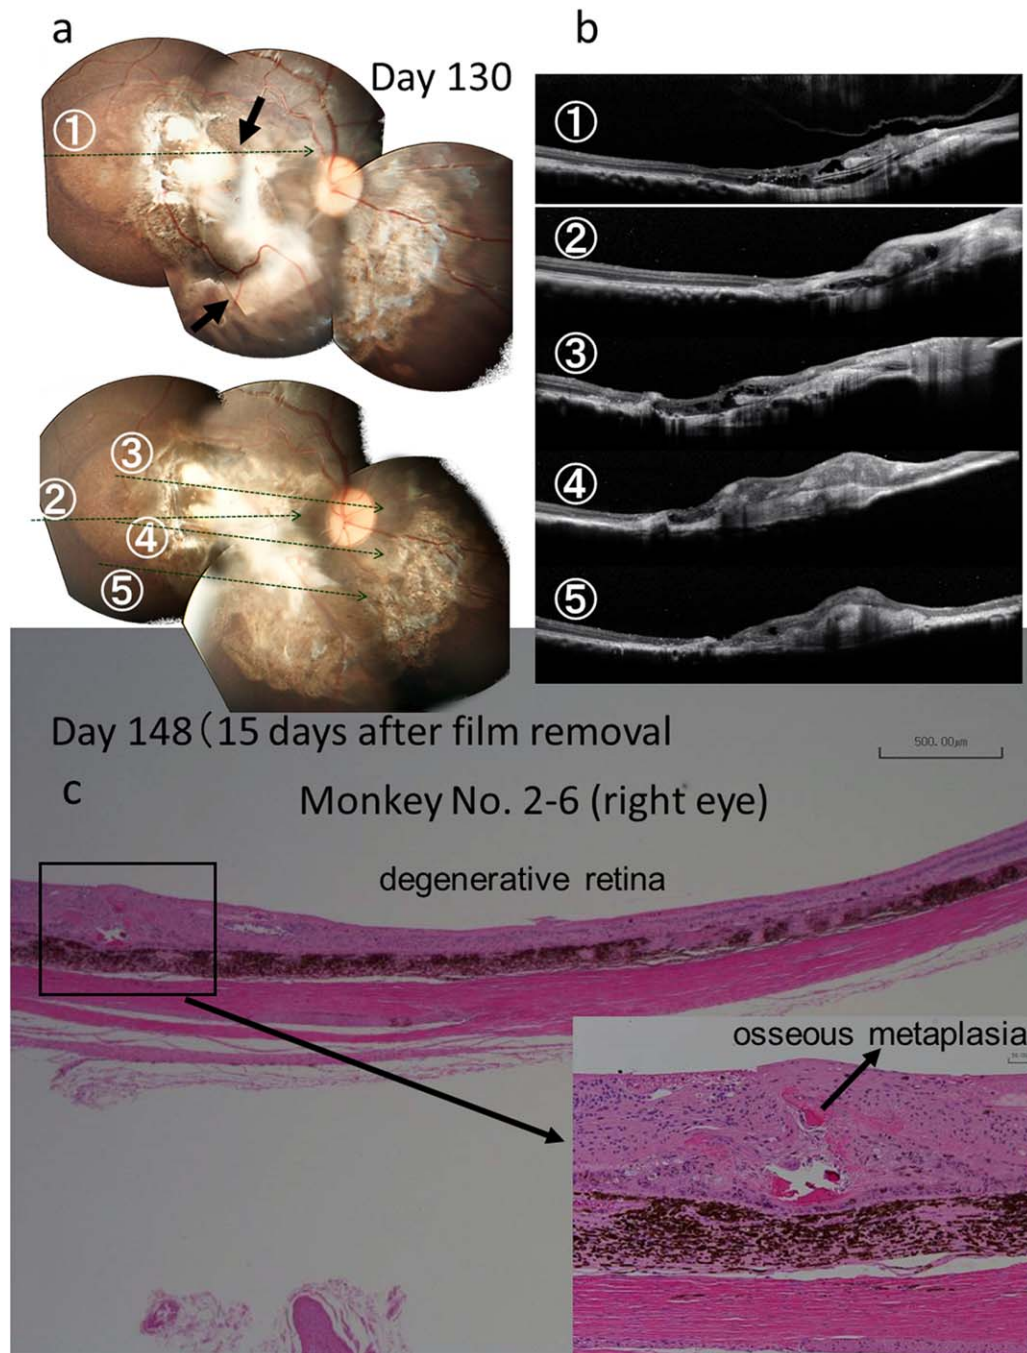 a
b
Day 130
①
①
②
③
③
②
④
④
⑤
⑤
Day 148（15 days after film removal
500.00μm
c
Monkey No. 2-6 (right eye)
degenerative retina
osseous metaplasia